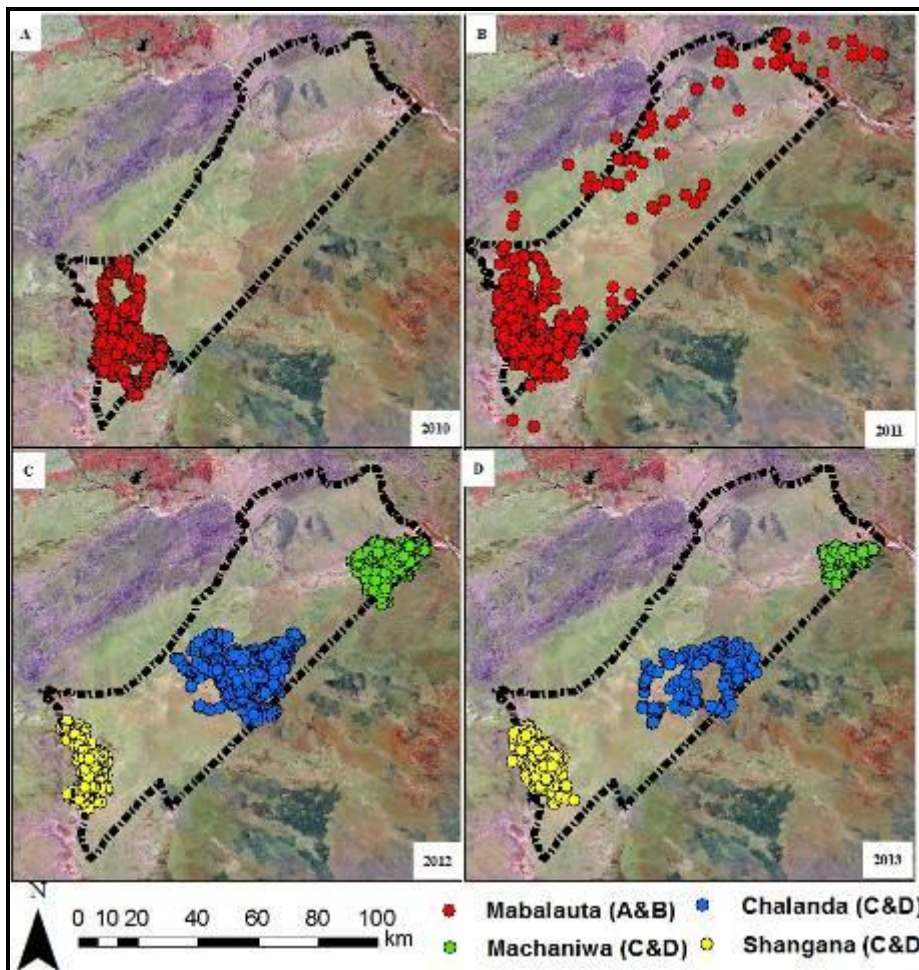 A
B
2010
2011
C
D
2012
2013
N
0 10 20 40 60 80 100
km
Mabalauta (A&B)
Chalanda (C&D)
Machaniwa (C&D)
Shangana (C&D